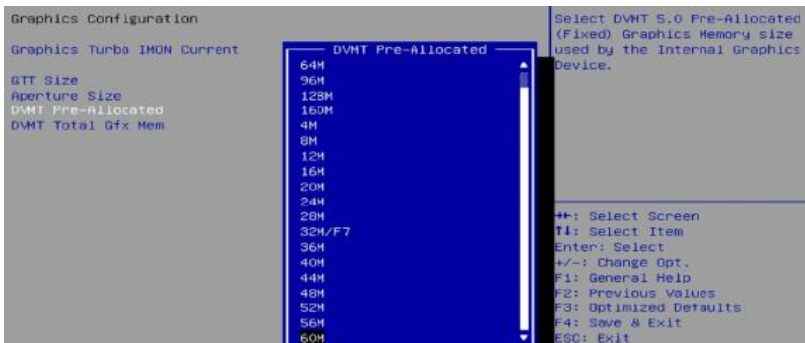 Graphics Configuration
Graphics Turbo IMON Current
GTT Size
Aperture Size
DVMT Pre-Allocated
DVMT Total Gfx Mem
DVMT Pre-Allocated
64M
96M
128M
160M
4M
8M
12M
16M
20M
24M
28M
32M/F7
36M
40M
44M
48M
52M
56M
60M
Select DVMT 5.0 Pre-Allocated
(Fixed) Graphics Memory size
used by the Internal Graphics
Device.
→←: Select Screen
↑↓: Select Item
Enter: Select
+/-: Change Opt.
F1: General Help
F2: Previous Values
F3: Optimized Defaults
F4: Save & Exit
ESC: Exit